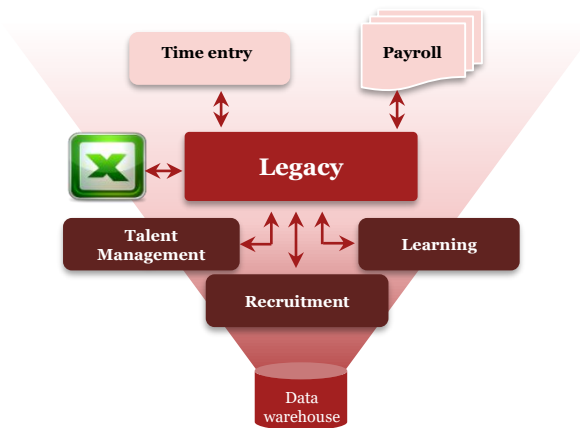 Time entry
Payroll
Legacy
Talent
Management
Learning
Recruitment
Data
warehouse